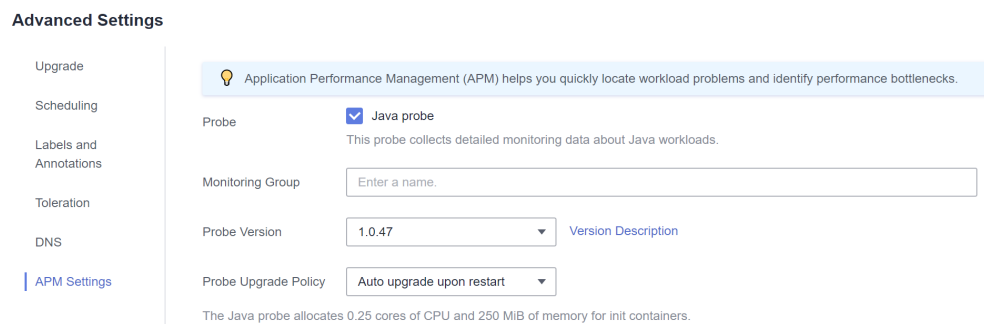 Advanced Settings
Upgrade
Scheduling
Labels and
Annotations
Toleration
DNS
APM Settings
Application Performance Management (APM) helps you quickly locate workload problems and identify performance bottlenecks.
Probe
Java probe
This probe collects detailed monitoring data about Java workloads.
Monitoring Group
Enter a name.
Probe Version
1.0.47
Version Description
Probe Upgrade Policy
Auto upgrade upon restart
The Java probe allocates 0.25 cores of CPU and 250 MiB of memory for init containers.